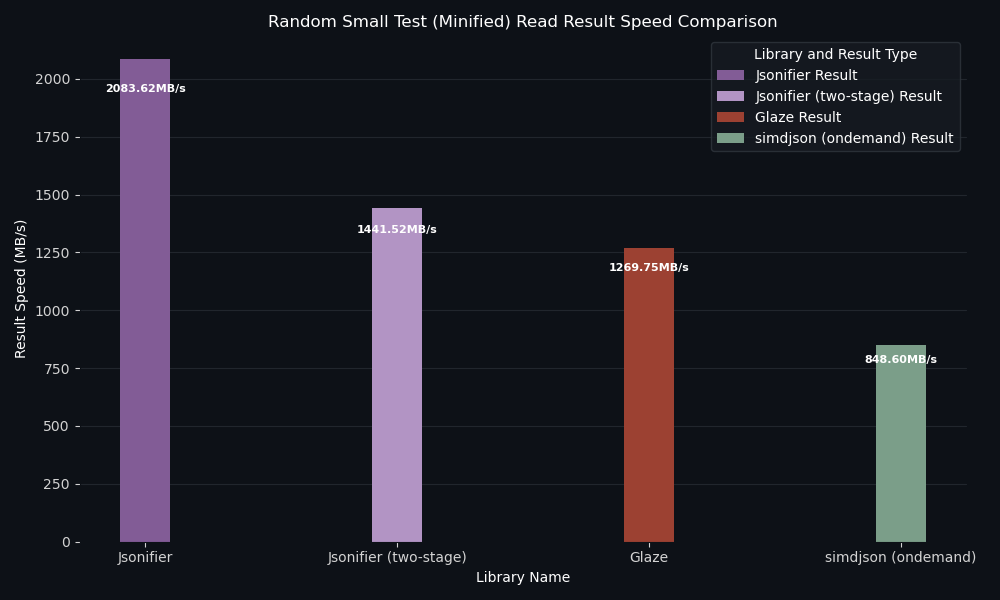 Random Small Test (Minified) Read Result Speed Comparison
Library and Result Type
Jsonifier Result
Jsonifier (two-stage) Result
Glaze Result
simdjson (ondemand) Result
2083.62MB/s
1441.52MB/s
1269.75MB/s
848.60MB/s
Result Speed (MB/s)
2000
1750
1500
1250
1000
750
500
250
0
Jsonifier
Jsonifier (two-stage)
Glaze
simdjson (ondemand)
Library Name